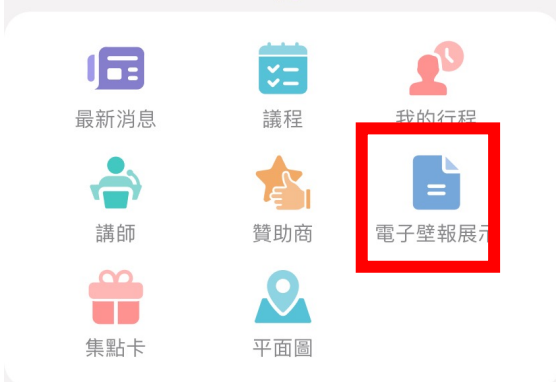 最新消息
議程
我的行程
講師
贊助商
電子壁報展示
集點卡
平面圖